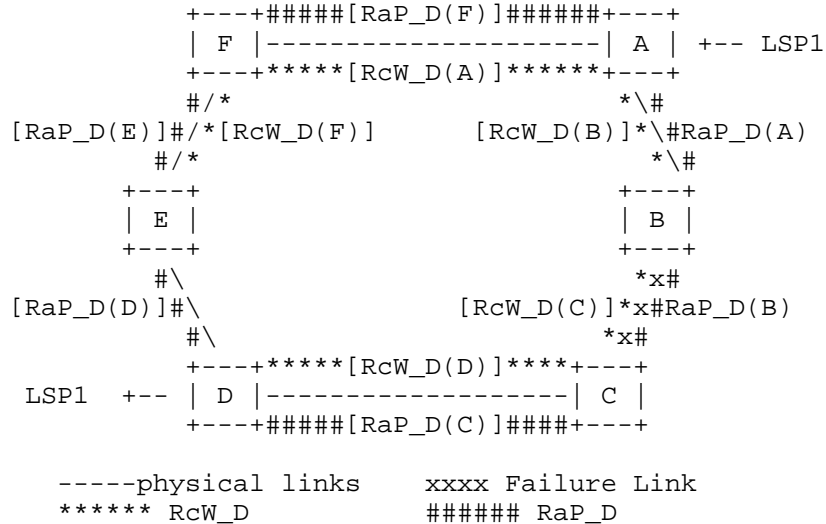 +---+#####[RaP_D(F)]######+---+
| F |---------------------| A | +-- LSP1
+---+*****[RcW_D(A)]******+---+
#/* *\#
[RaP_D(E)]#/*[RcW_D(F)] [RcW_D(B)]*\#RaP_D(A)
#/* *\#
+---+ +---+
| E | | B |
+---+ +---+
#\ *x#
[RaP_D(D)]#\ [RcW_D(C)]*x#RaP_D(B)
#\ *x#
+---+*****[RcW_D(D)]****+---+
LSP1 +-- | D |-------------------| C |
+---+#####[RaP_D(C)]####+---+
-----physical links xxxx Failure Link
****** RcW_D ###### RaP_D